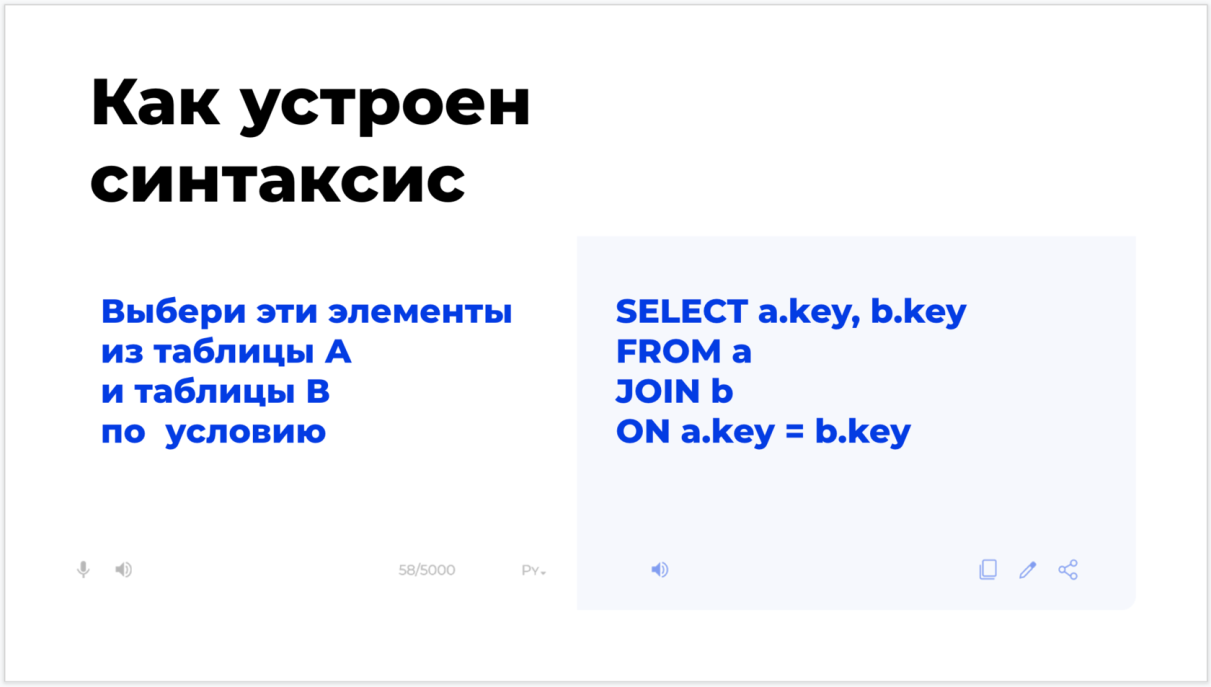 Как устроен
синтаксис
Выбери эти элементы
из таблицы А
и таблицы В
по  условию
58/5000
Ру
SELECT a.key, b.key
FROM a
JOIN b
ON a.key = b.key